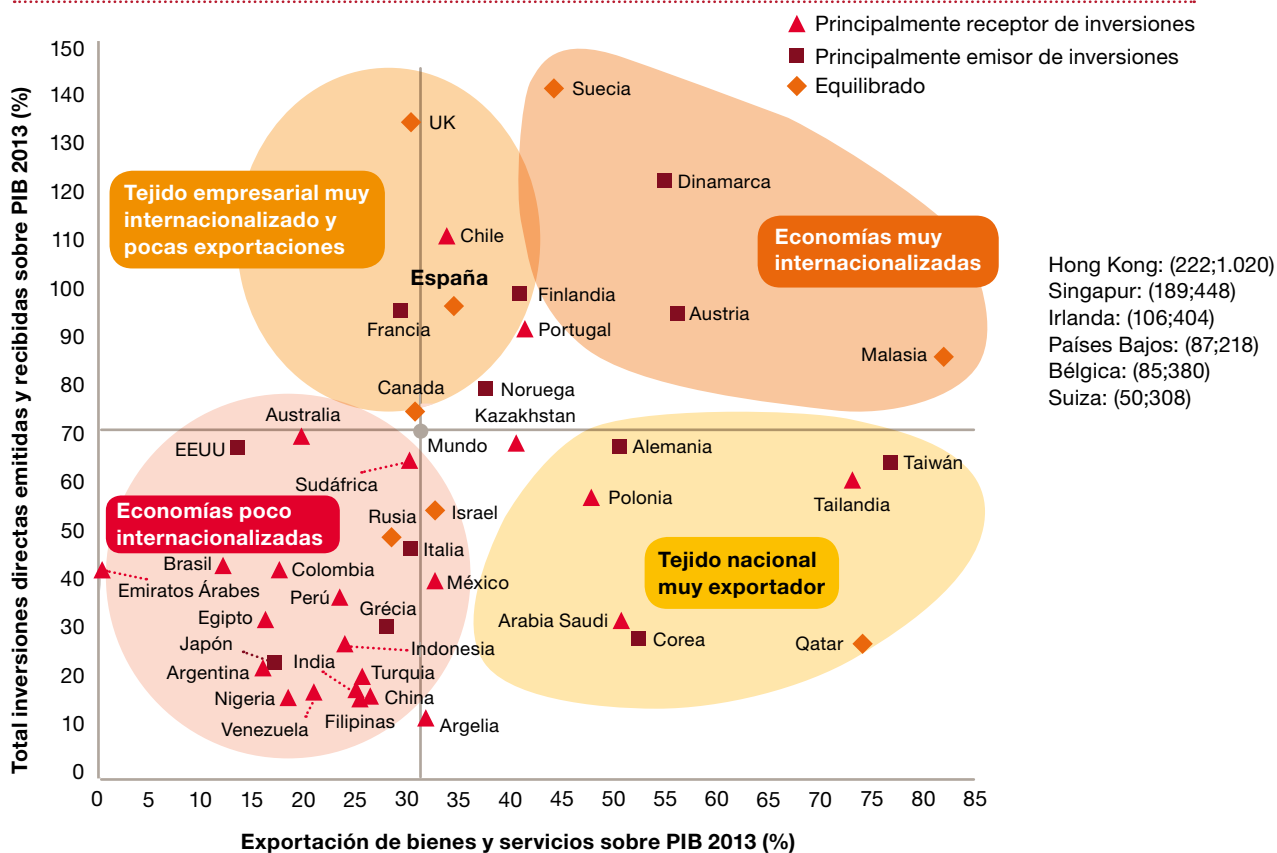 Principalmente receptor de inversiones
Principalmente emisor de inversiones
Equilibrado
Total inversiones directas emitidas y recibidas sobre PIB 2013 (%)
150
140
130
120
110
100
90
80
70
60
50
40
30
20
10
0
Tejido empresarial muy
internacionalizado y
pocas exportaciones
UK
Chile
España
Francia
Finlandia
Portugal
Canada
Noruega
Kazakhstan
Mundo
Suecia
Dinamarca
Economías muy
internacionalizadas
Austria
Malasia
Hong Kong: (222;1.020)
Singapur: (189;448)
Irlanda: (106;404)
Países Bajos: (87;218)
Bélgica: (85;380)
Suiza: (50;308)
Australia
EEUU
Sudáfrica
Economías poco
internacionalizadas
Rusia
Israel
Italia
Brasil
Colombia
México
Emiratos Árabes
Perú
Grécia
Egipto
Japón
India
Indonesia
Argentina
Turquia
Nigeria
China
Venezuela
Filipinas
Argelia
Alemania
Taiwán
Polonia
Tailandia
Tejido nacional
muy exportador
Arabia Saudi
Corea
Qatar
0 5 10 15 20 25 30 35 40 45 50 55 60 65 70 75 80 85
Exportación de bienes y servicios sobre PIB 2013 (%)